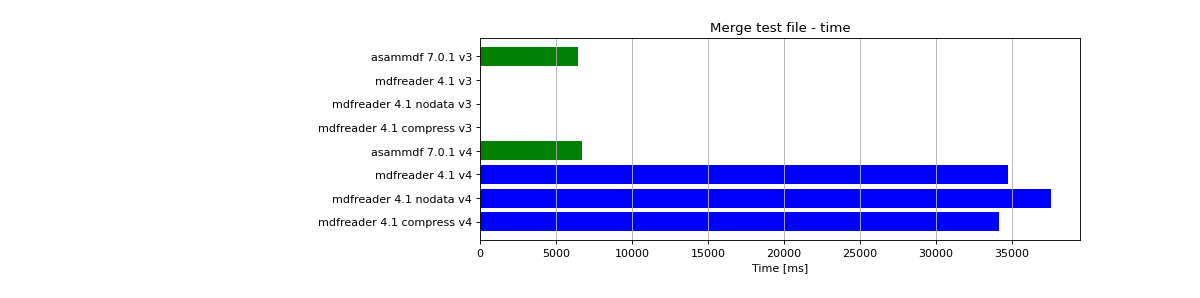 Merge test file - time
asammdf 7.0.1 v3
mdfreader 4.1 v3
mdfreader 4.1 nodata v3
mdfreader 4.1 compress v3
asammdf 7.0.1 v4
mdfreader 4.1 v4
mdfreader 4.1 nodata v4
mdfreader 4.1 compress v4
0 5000 10000 15000 20000 25000 30000 35000
Time [ms]